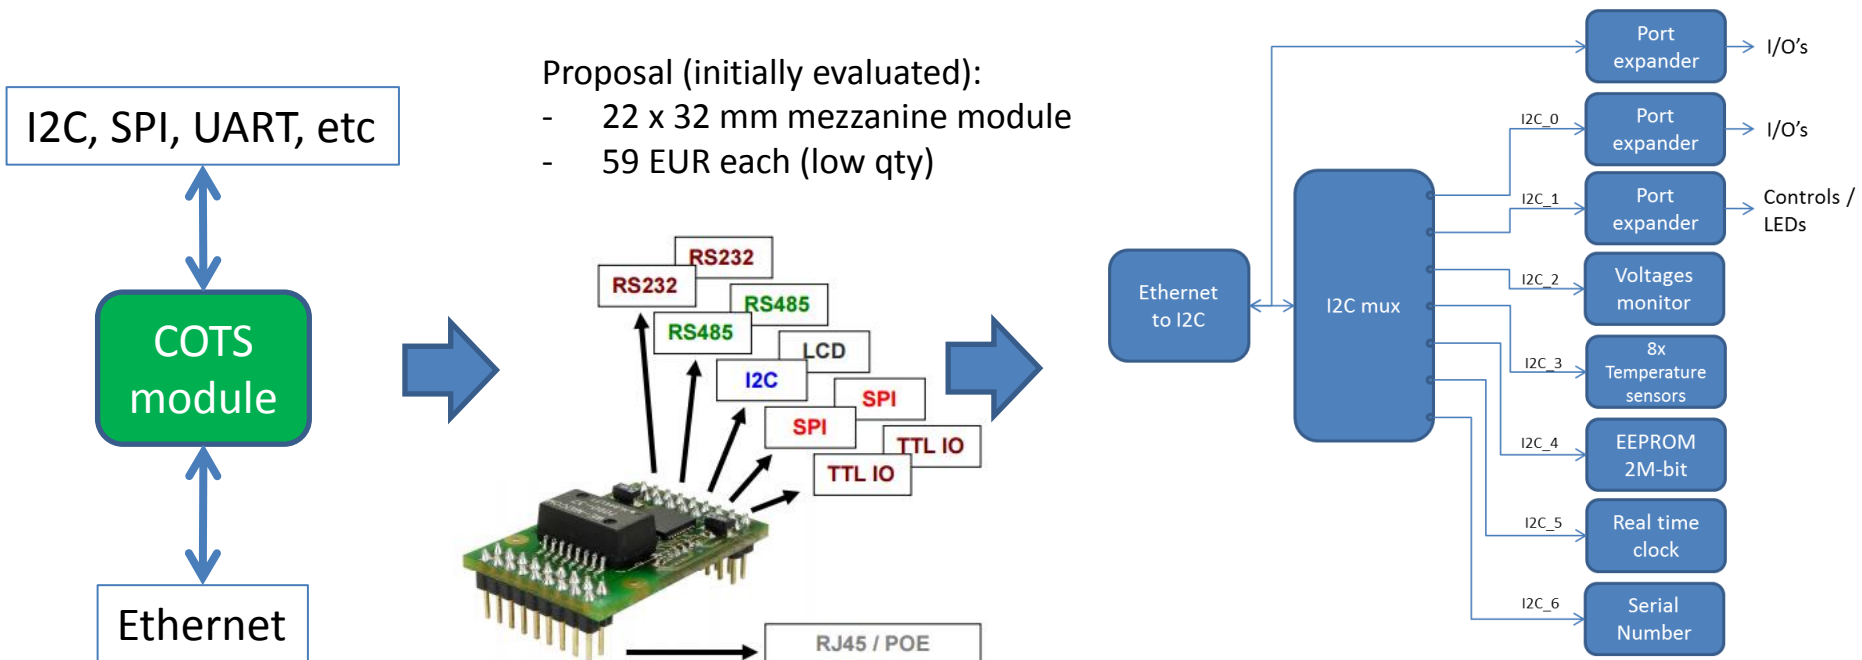 I2C, SPI, UART, etc
COTS
module
Ethernet
Proposal (initially evaluated):
- 22 x 32 mm mezzanine module
- 59 EUR each (low qty)
RS232
RS232
RS485
RS485
LCD
I2C
SPI
SPI
TTL IO
TTL IO
RJ45 / POE
Ethernet
to I2C
I2C mux
I2C_0
I2C_1
I2C_2
I2C_3
I2C_4
I2C_5
I2C_6
Port
expander
I/O's
Port
expander
I/O's
Port
expander
Controls /
LEDs
Voltages
monitor
8x
Temperature
sensors
EEPROM
2M-bit
Real time
clock
Serial
Number